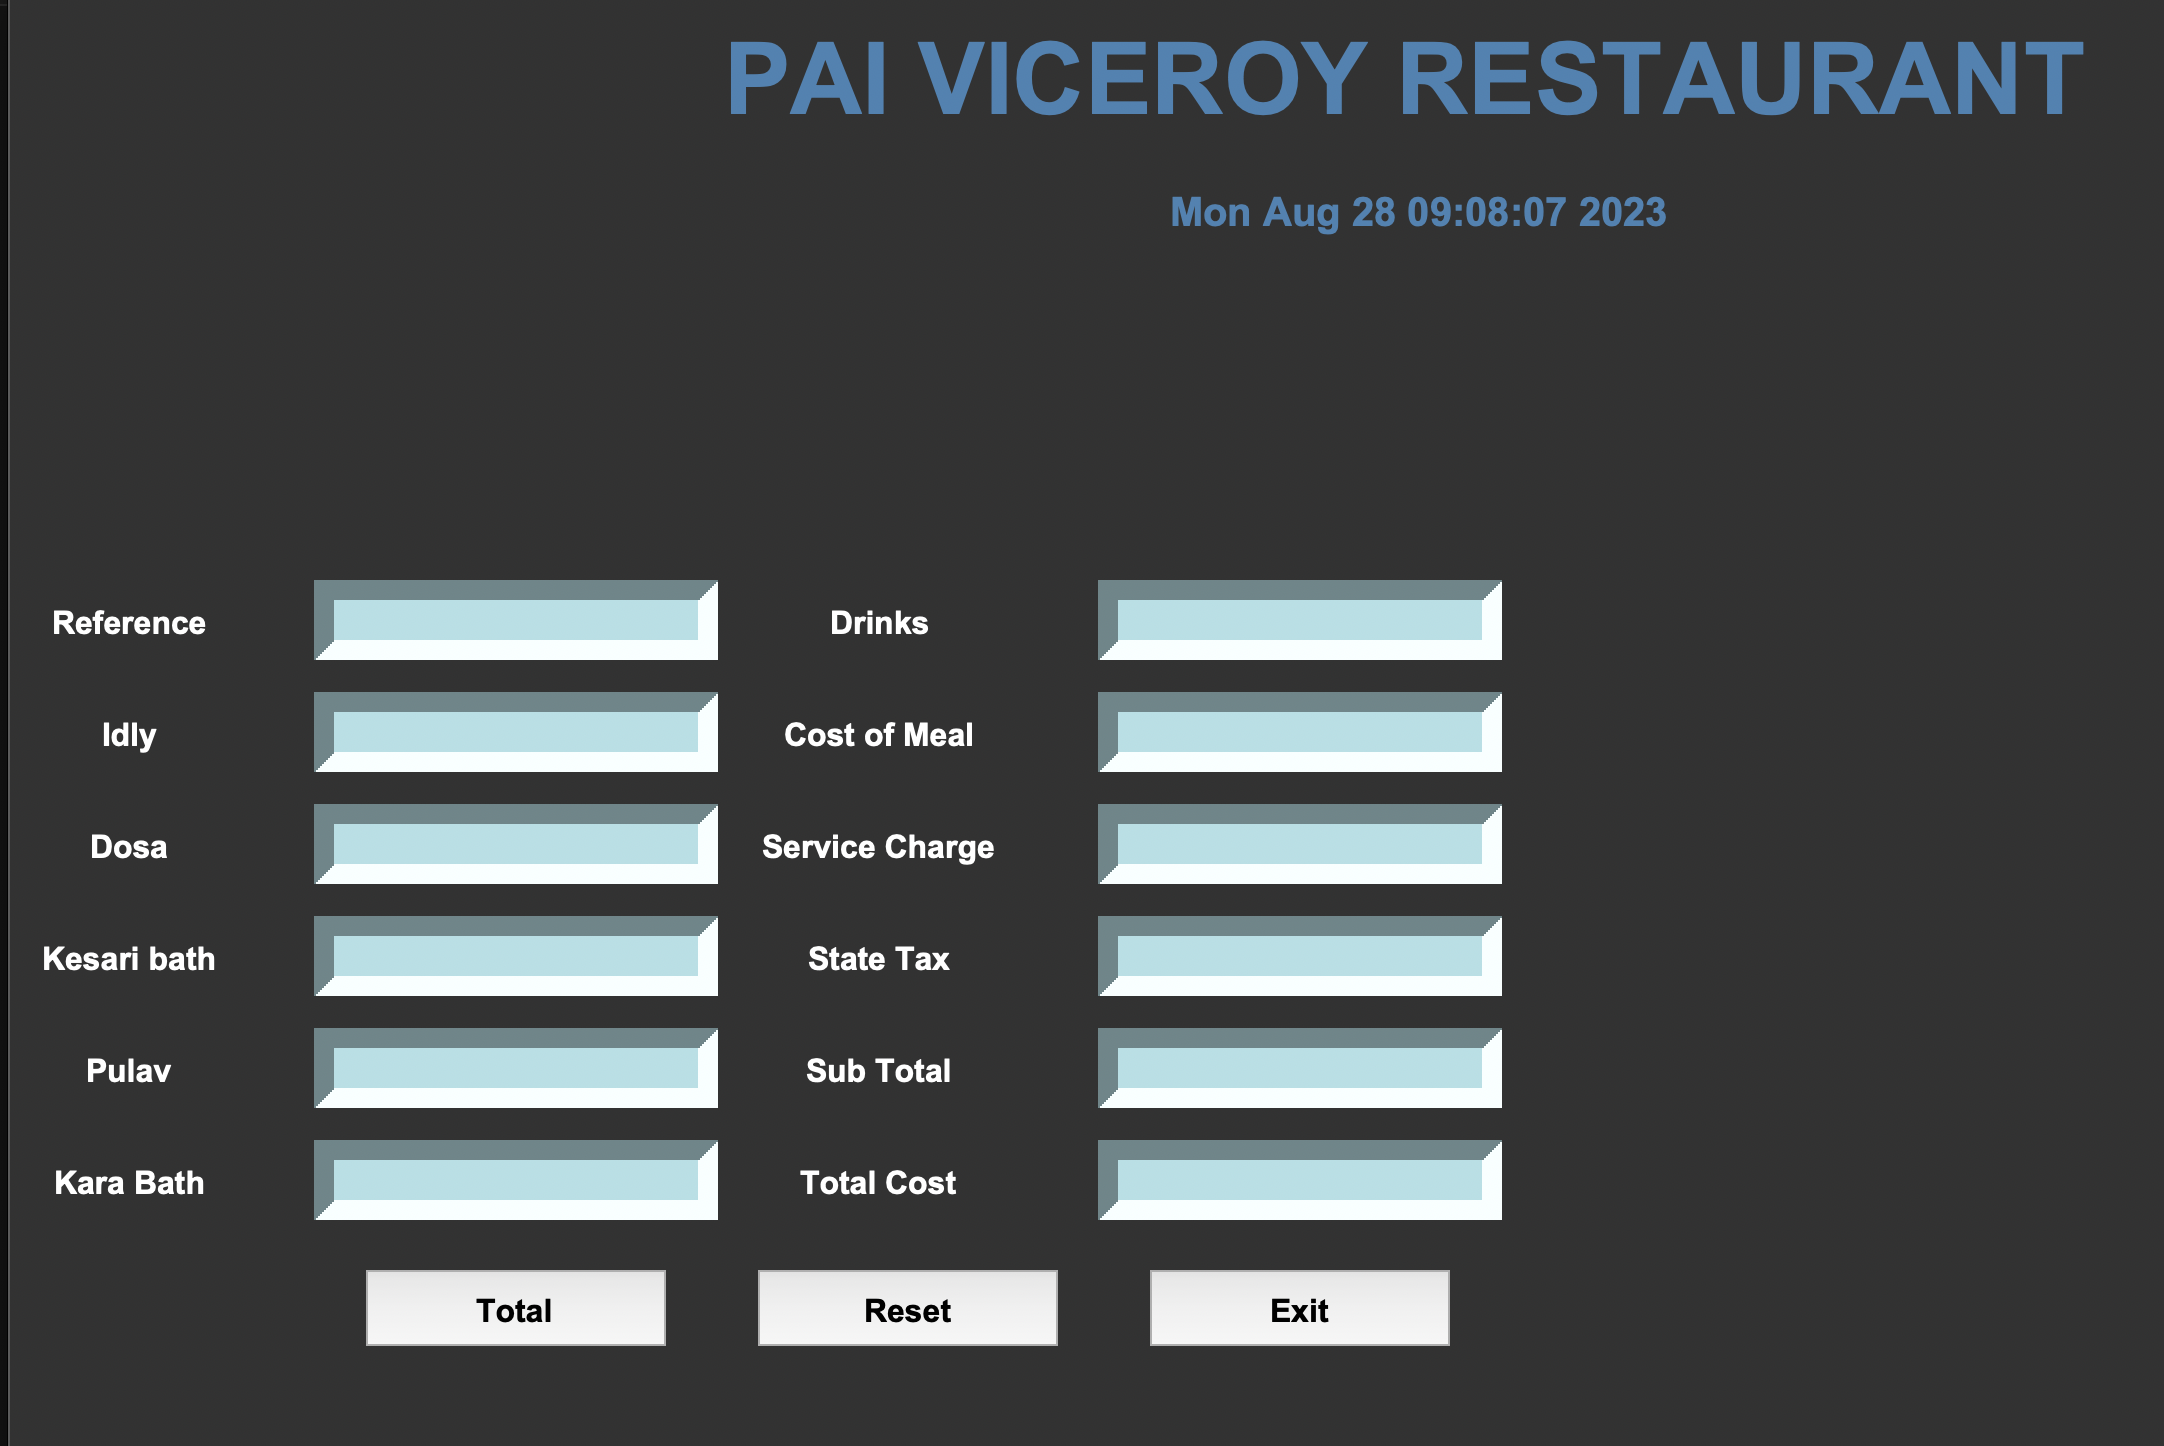 PAI VICEROY RESTAURANT
Mon Aug 28 09:08:07 2023
Reference
Drinks
Idly
Cost of Meal
Dosa
Service Charge
Kesari bath
State Tax
Pulav
Sub Total
Kara Bath
Total Cost
Total
Reset
Exit